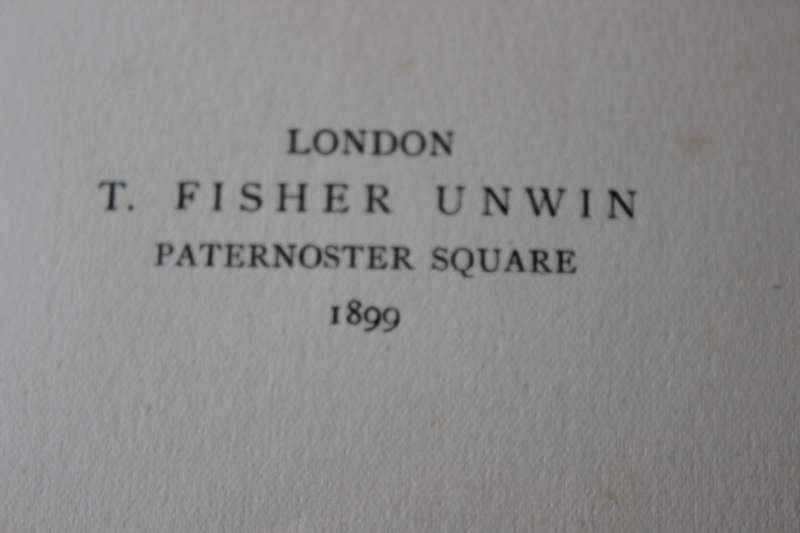 LONDON
T. FISHER UNWIN
PATERNOSTER SQUARE
1899